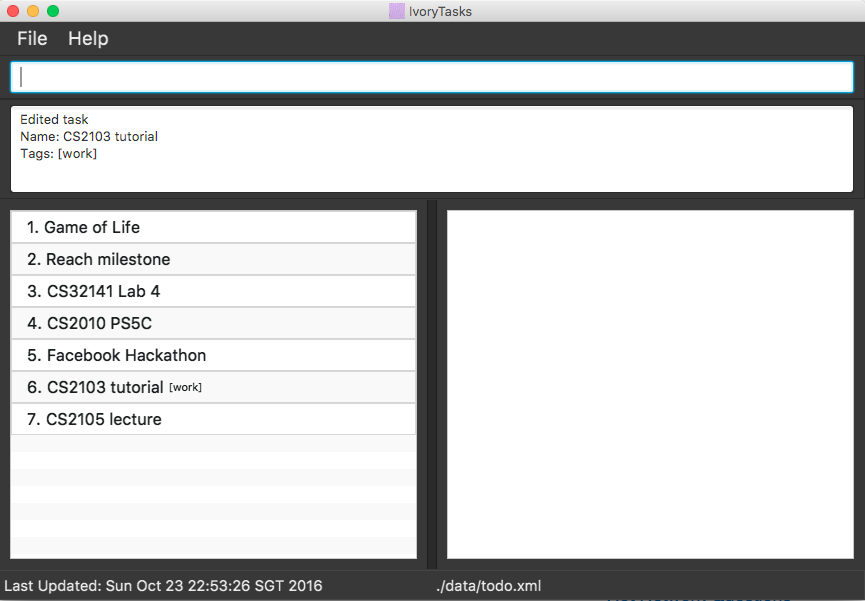 IvoryTasks
File Help
Edited task
Name: CS2103 tutorial
Tags: [work]
1. Game of Life
2. Reach milestone
3. CS32141 Lab 4
4. CS2010 PS5C
5. Facebook Hackathon
6. CS2103 tutorial [work]
7. CS2105 lecture
Last Updated: Sun Oct 23 22:53:26 SGT 2016 ./data/todo.xml